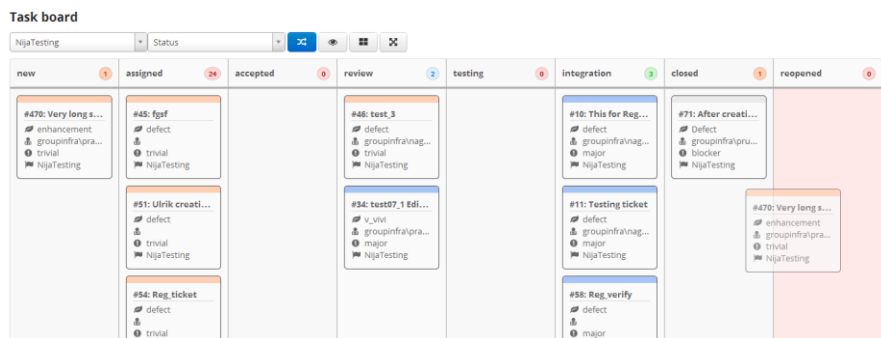 Task board
NijaTesting
Status
new 1
assigned 24
accepted 0
review 2
testing 0
integration 3
closed 1
reopened 0
#470: Very long s...
enhancement
groupinfra\pra...
trivial
NijaTesting
#45: fgsf
defect
trivial
NijaTesting
#51: Ulrik creati...
defect
trivial
NijaTesting
#54: Reg_ticket
defect
trivial
#46: test_3
defect
groupinfra\nag...
trivial
NijaTesting
#34: test07_1 Edi...
v_vivi
groupinfra\pra...
major
NijaTesting
#10: This for Reg...
defect
groupinfra\nag...
major
NijaTesting
#11: Testing ticket
defect
groupinfra\nag...
major
NijaTesting
#58: Reg_verify
defect
major
#71: After creati...
Defect
groupinfra\pru...
blocker
NijaTesting
#470: Very long s...
enhancement
groupinfra\pra...
trivial
NijaTesting